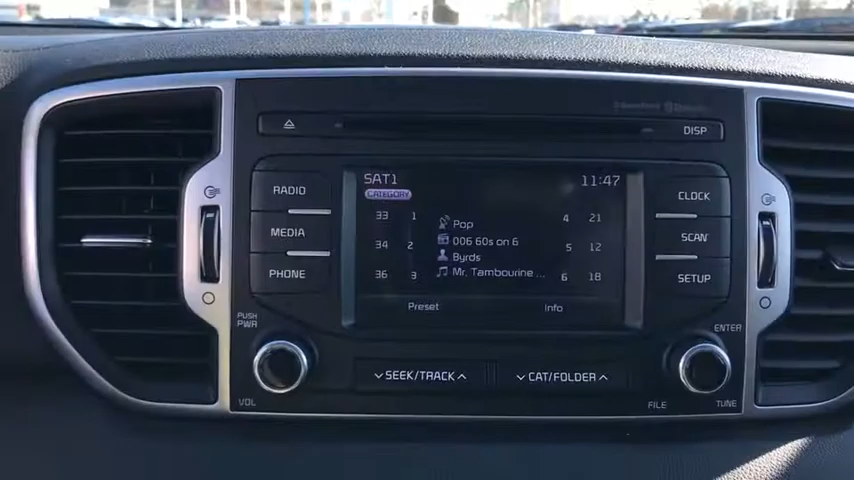 DISP
RADIO
MEDIA
PHONE
SAT1
11:47
CATEGORY
33 1
34 2
36 3
Pop
006 60s on 6
Byrds
Mr. Tambourine ...
4 21
5 12
6 18
Preset
Info
CLOCK
SCAN
SETUP
PUSH
PWR
VOL
SEEK/TRACK
CAT/FOLDER
ENTER
FILE
TUNE